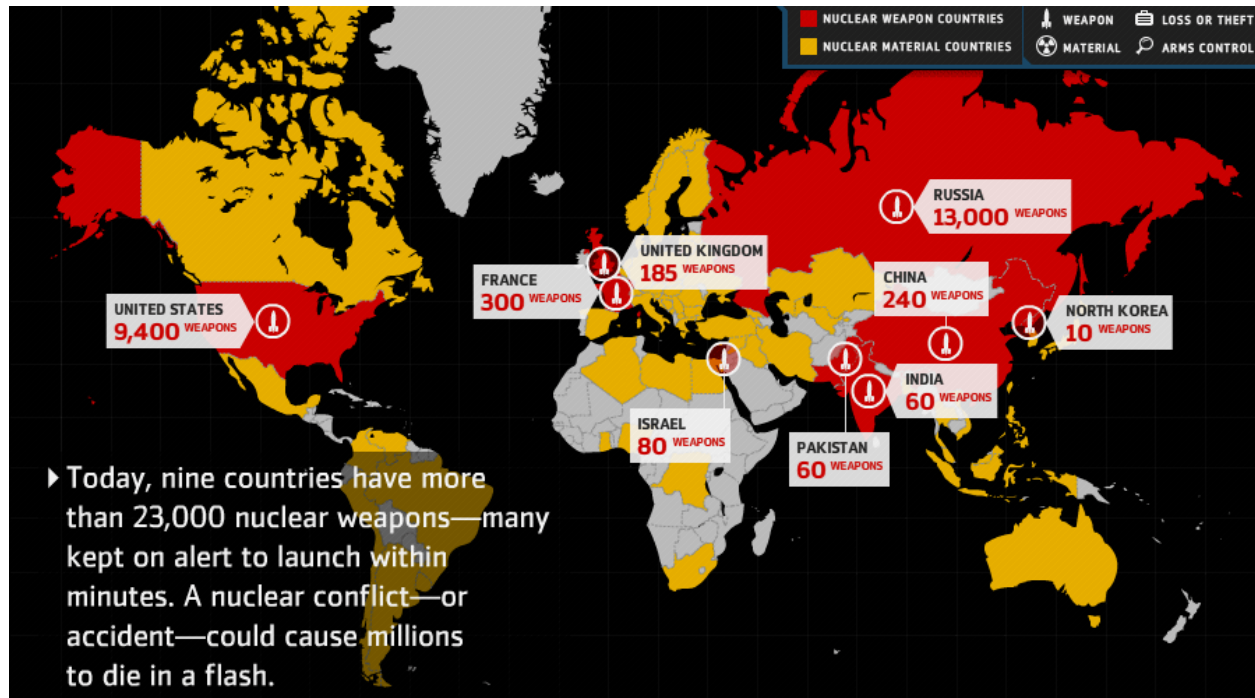 NUCLEAR WEAPON COUNTRIES
NUCLEAR MATERIAL COUNTRIES
WEAPON
LOSS OR THEFT
MATERIAL
ARMS CONTROL
RUSSIA
13,000 WEAPONS
UNITED KINGDOM
185 WEAPONS
FRANCE
300 WEAPONS
CHINA
240 WEAPONS
UNITED STATES
9,400 WEAPONS
NORTH KOREA
10 WEAPONS
INDIA
60 WEAPONS
ISRAEL
80 WEAPONS
PAKISTAN
60 WEAPONS
Today, nine countries have more
than 23,000 nuclear weapons—many
kept on alert to launch within
minutes. A nuclear conflict—or
accident—could cause millions
to die in a flash.